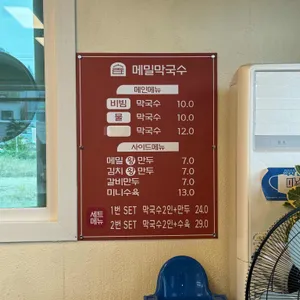 메밀막국수
메인메뉴
비빔 막국수 10.0
물 막국수 10.0
막국수 12.0
사이드메뉴
메밀 왕 만두 7.0
김치 왕 만두 7.0
갈비만두 7.0
미니수육 13.0
세트메뉴
1번 SET 막국수2인+만두 24.0
2번 SET 막국수2인+수육 29.0